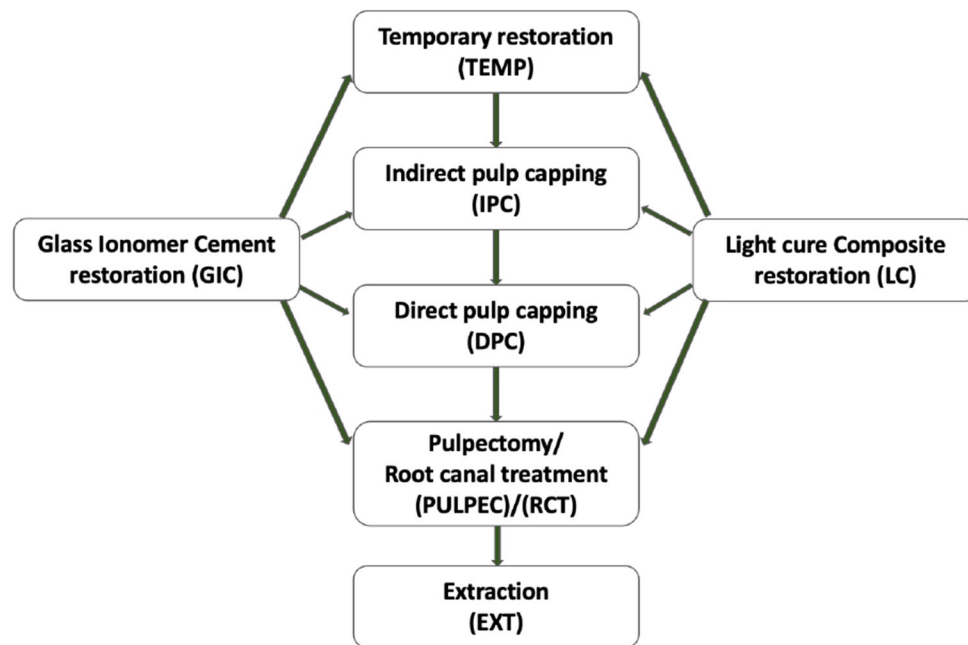 Temporary restoration
(TEMP)
Indirect pulp capping
(IPC)
Glass Ionomer Cement
restoration (GIC)
Light cure Composite
restoration (LC)
Direct pulp capping
(DPC)
Pulpectomy/
Root canal treatment
(PULPEC)/(RCT)
Extraction
(EXT)